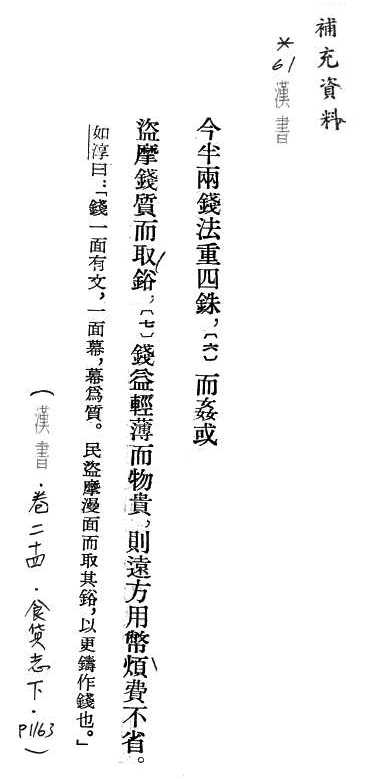 補充資料
*61漢書
今半兩錢法重四銖,〔六〕而姦或
盜摩錢質而取鋊,〔七〕錢益輕薄而物貴,則遠方用幣煩費不省。
如淳曰:「錢一面有文,一面幕,幕爲質。民盜摩漫面而取其鋊,以更鑄作錢也。」
(漢書·卷二十四·食貨志下·P1163)